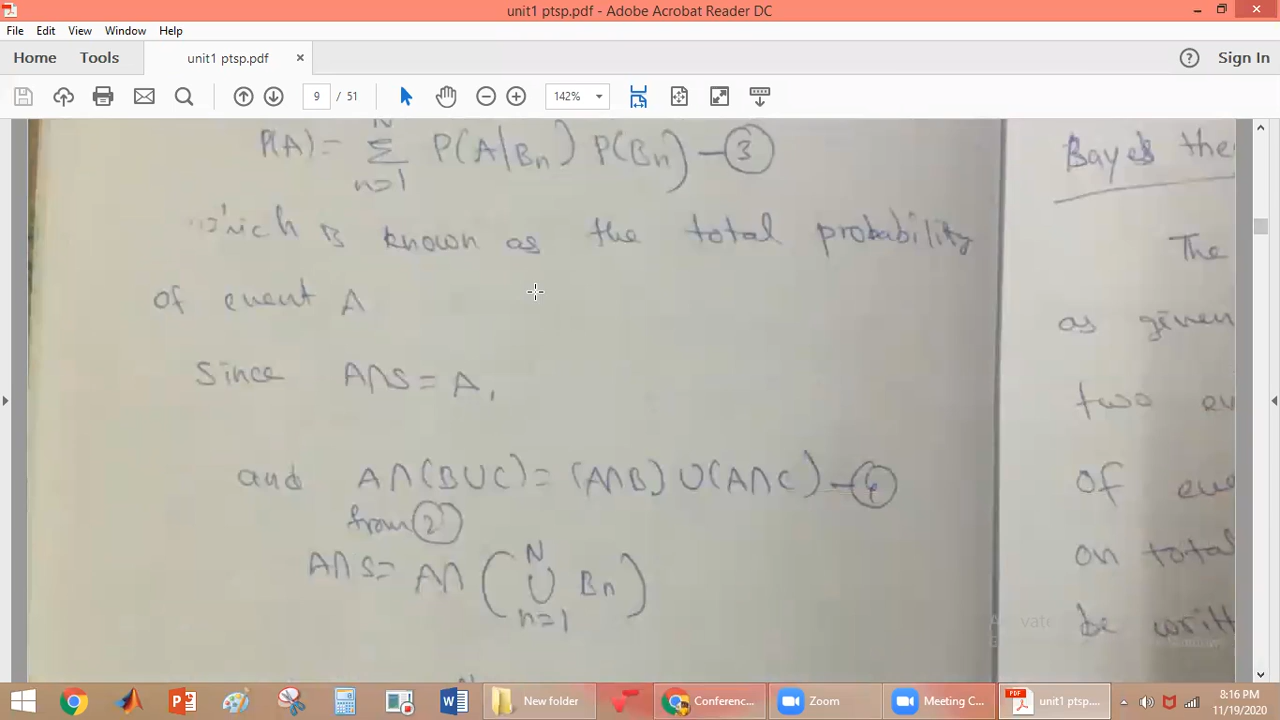 unit1 ptsp.pdf - Adobe Acrobat Reader DC
File Edit View Window Help
Home Tools unit1 ptsp.pdf × Sign In
9 / 51 142%
P(A) = N Σ n=1 P(A|Bn) P(Bn) — 3
is known as the total probability
of event A
Since A∩S = A,
and A∩(B∪C) = (A∩B) ∪ (A∩C) — 4
from 2
A∩S = A∩ ( N ∪ n=1 Bn )
Bayes the
The
as given
two ev
of eve
on total
be writt
New folder Conferenc... Zoom Meeting C... unit1 ptsp....
8:16 PM
11/19/2020